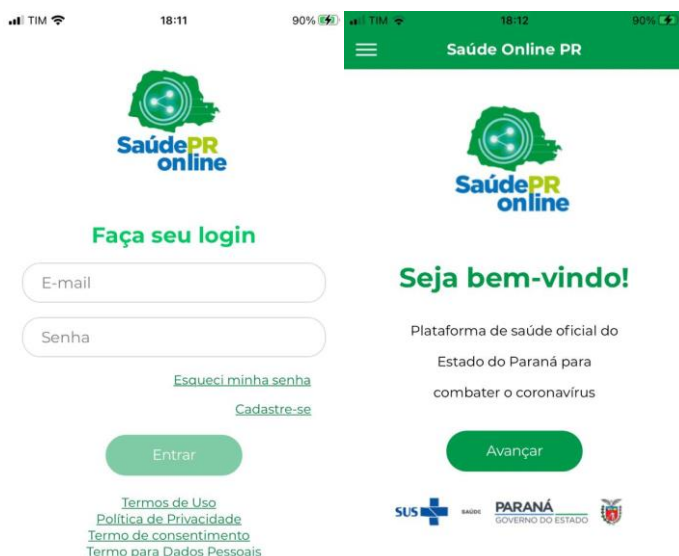 TIM
18:11
90%
SaúdePR
online
Faça seu login
E-mail
Senha
Esqueci minha senha
Cadastre-se
Entrar
Termos de Uso
Política de Privacidade
Termo de consentimento
Termo para Dados Pessoais
TIM
18:12
90%
Saúde Online PR
SaúdePR
online
Seja bem-vindo!
Plataforma de saúde oficial do
Estado do Paraná para
combater o coronavírus
Avançar
SUS
SAÚDE
PARANÁ
GOVERNO DO ESTADO